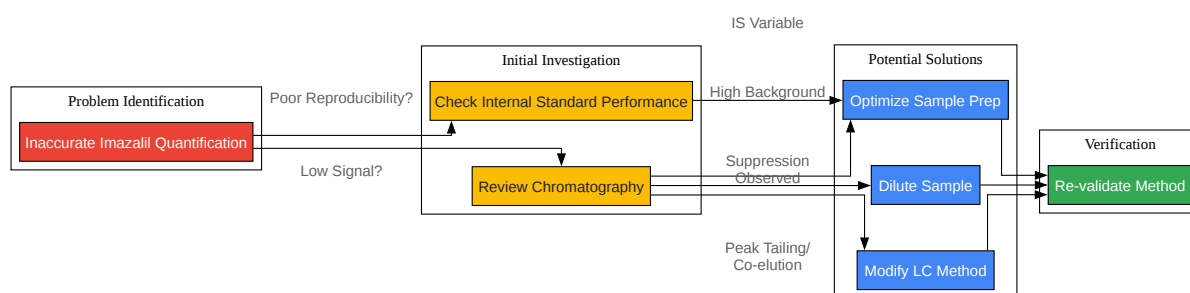 IS Variable
Initial Investigation
Potential Solutions
Problem Identification
Poor Reproducibility?
Check Internal Standard Performance
High Background
Optimize Sample Prep
Inaccurate Imazalil Quantification
Low Signal?
Review Chromatography
Suppression
Observed
Dilute Sample
Verification
Re-validate Method
Peak Tailing/
Co-elution
Modify LC Method